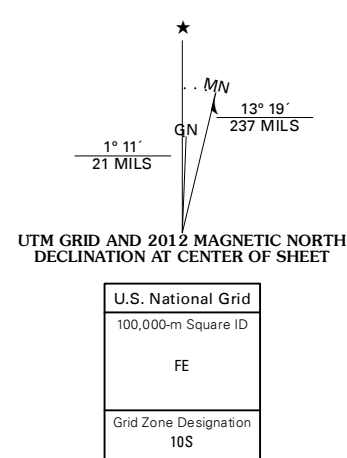 ★
. . . MN
13° 19´
237 MILS
GN
1° 11´
21 MILS
UTM GRID AND 2012 MAGNETIC NORTH
DECLINATION AT CENTER OF SHEET
U.S. National Grid
100,000-m Square ID
FE
Grid Zone Designation
10S